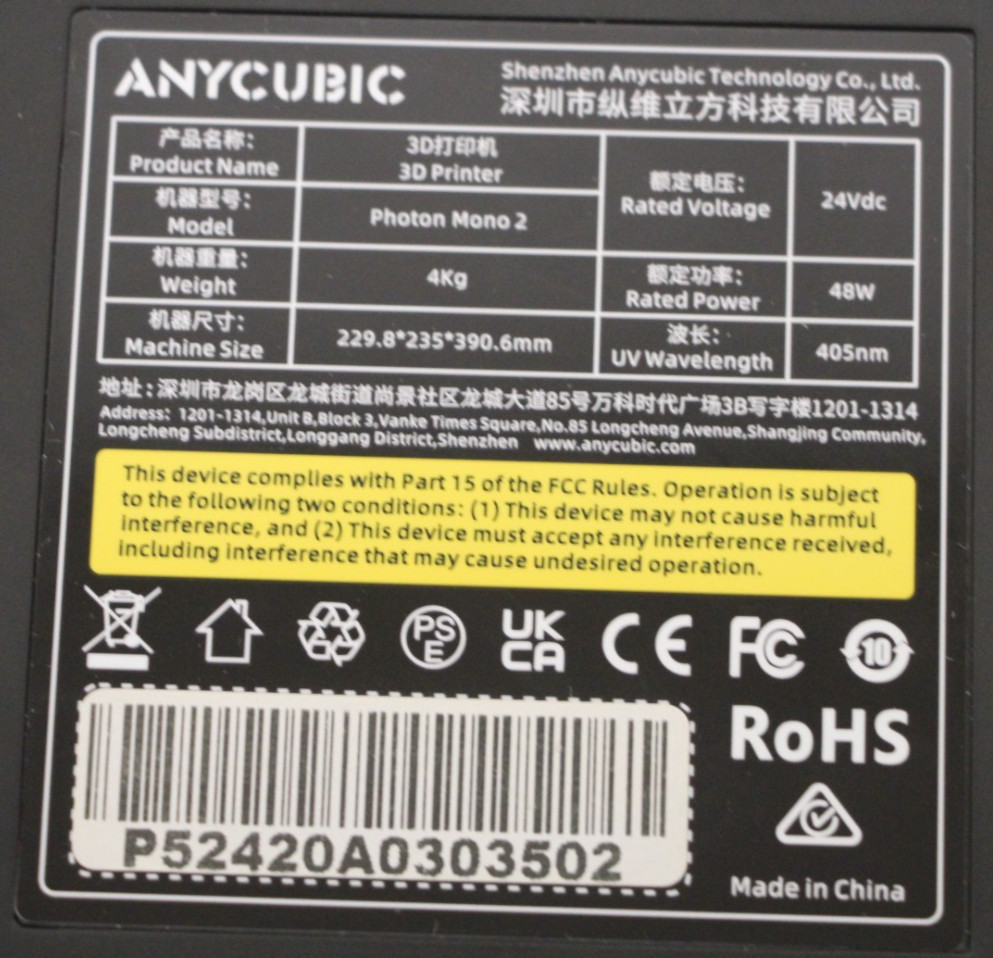 ANYCUBIC
Shenzhen Anycubic Technology Co., Ltd.
深圳市纵维立方科技有限公司
产品名称：
Product Name
3D打印机
3D Printer
额定电压：
Rated Voltage
24Vdc
机器型号：
Model
Photon Mono 2
机器重量：
Weight
4Kg
额定功率：
Rated Power
48W
机器尺寸：
Machine Size
229.8*235*390.6mm
波长：
UV Wavelength
405nm
地址：深圳市龙岗区龙城街道尚景社区龙城大道85号万科时代广场3B写字楼1201-1314
Address: 1201-1314,Unit B,Block 3,Vanke Times Square,No.85 Longcheng Avenue,Shangjing Community,
Longcheng Subdistrict,Longgang District,Shenzhen www.anycubic.com
This device complies with Part 15 of the FCC Rules. Operation is subject
to the following two conditions: (1) This device may not cause harmful
interference, and (2) This device must accept any interference received,
including interference that may cause undesired operation.
PS
E
UK
CA
CE
FC
10
RoHS
P52420A0303502
Made in China